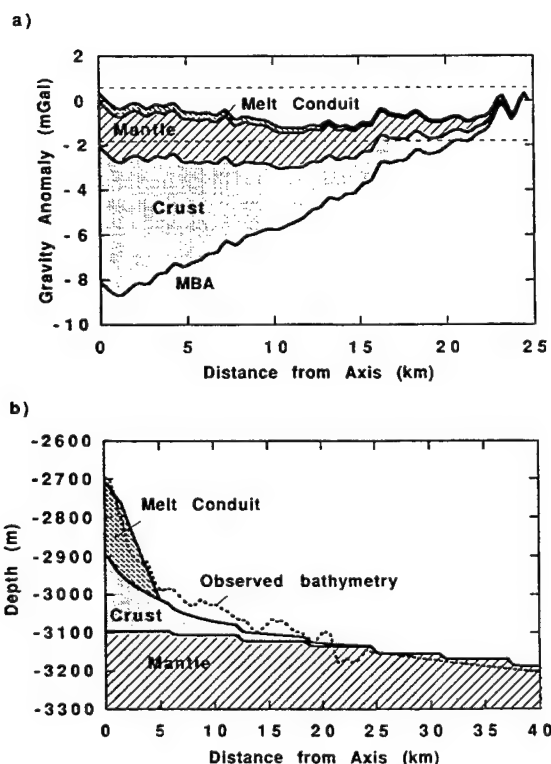 a)
2
0
-2
-4
-6
-8
-10
Gravity Anomaly (mGal)
Melt Conduit
Mantle
Crust
MBA
0 5 10 15 20 25
Distance from Axis (km)
b)
-2600
-2700
-2800
-2900
-3000
-3100
-3200
-3300
Depth (m)
Melt Conduit
Observed bathymetry
Crust
Mantle
0 5 10 15 20 25 30 35 40
Distance from Axis (km)